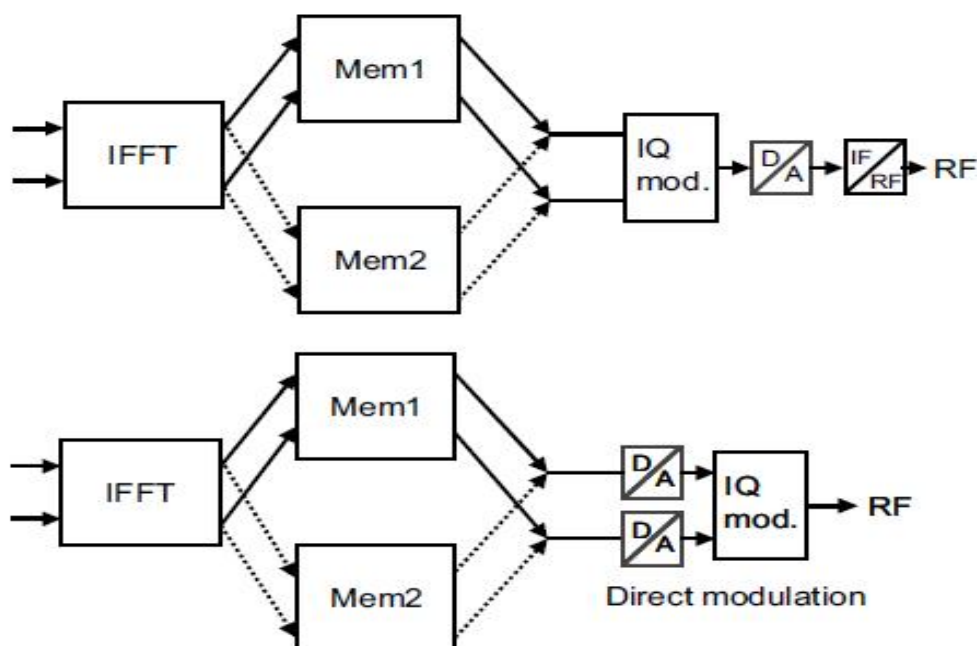 Mem1
IFFT
IQ
mod.
D
A
IF
RF
RF
Mem2
Mem1
IFFT
D
A
IQ
mod.
RF
D
A
Mem2
Direct modulation